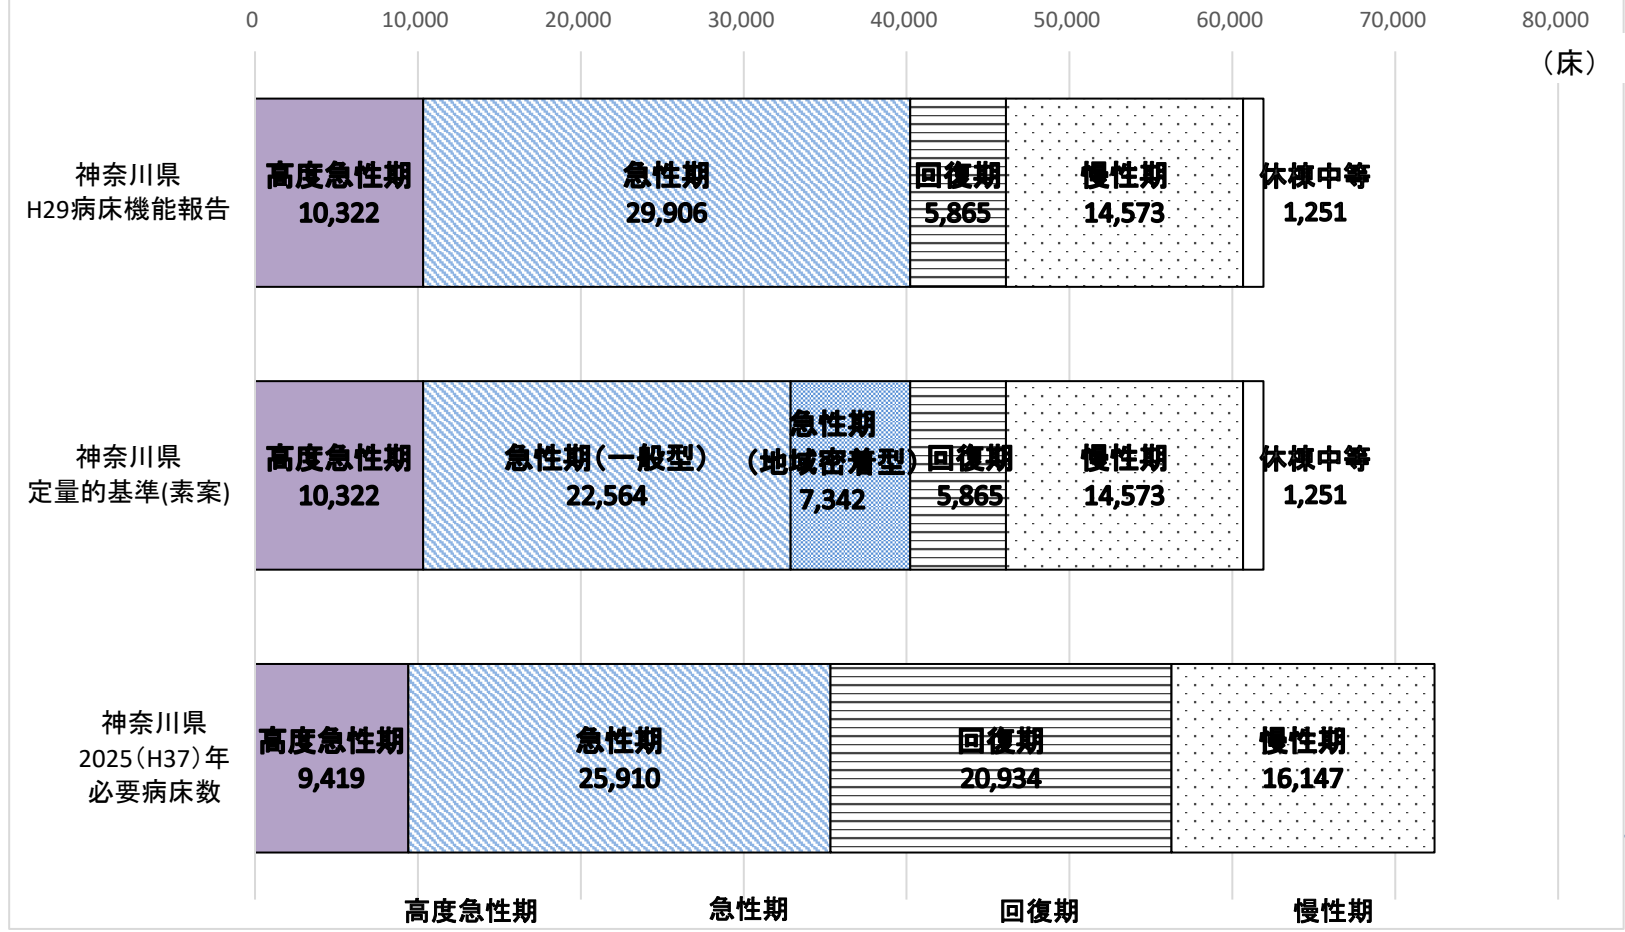 0 10,000 20,000 30,000 40,000 50,000 60,000 70,000 80,000
（床）
神奈川県
H29病床機能報告
高度急性期
10,322
急性期
29,906
回復期
5,865
慢性期
14,573
休棟中等
1,251
神奈川県
定量的基準(素案)
高度急性期
10,322
急性期（一般型）
22,564
急性期
（地域密着型）
7,342
回復期
5,865
慢性期
14,573
休棟中等
1,251
神奈川県
2025（H37）年
必要病床数
高度急性期
9,419
急性期
25,910
回復期
20,934
慢性期
16,147
高度急性期 急性期 回復期 慢性期